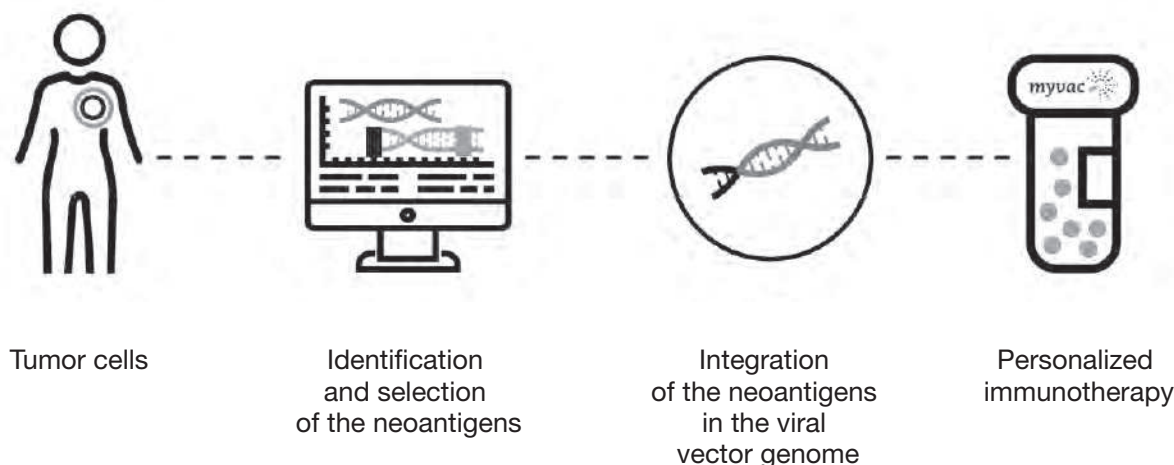 myvac
Tumor cells
Identification
and selection
of the neoantigens
Integration
of the neoantigens
in the viral
vector genome
Personalized
immunotherapy